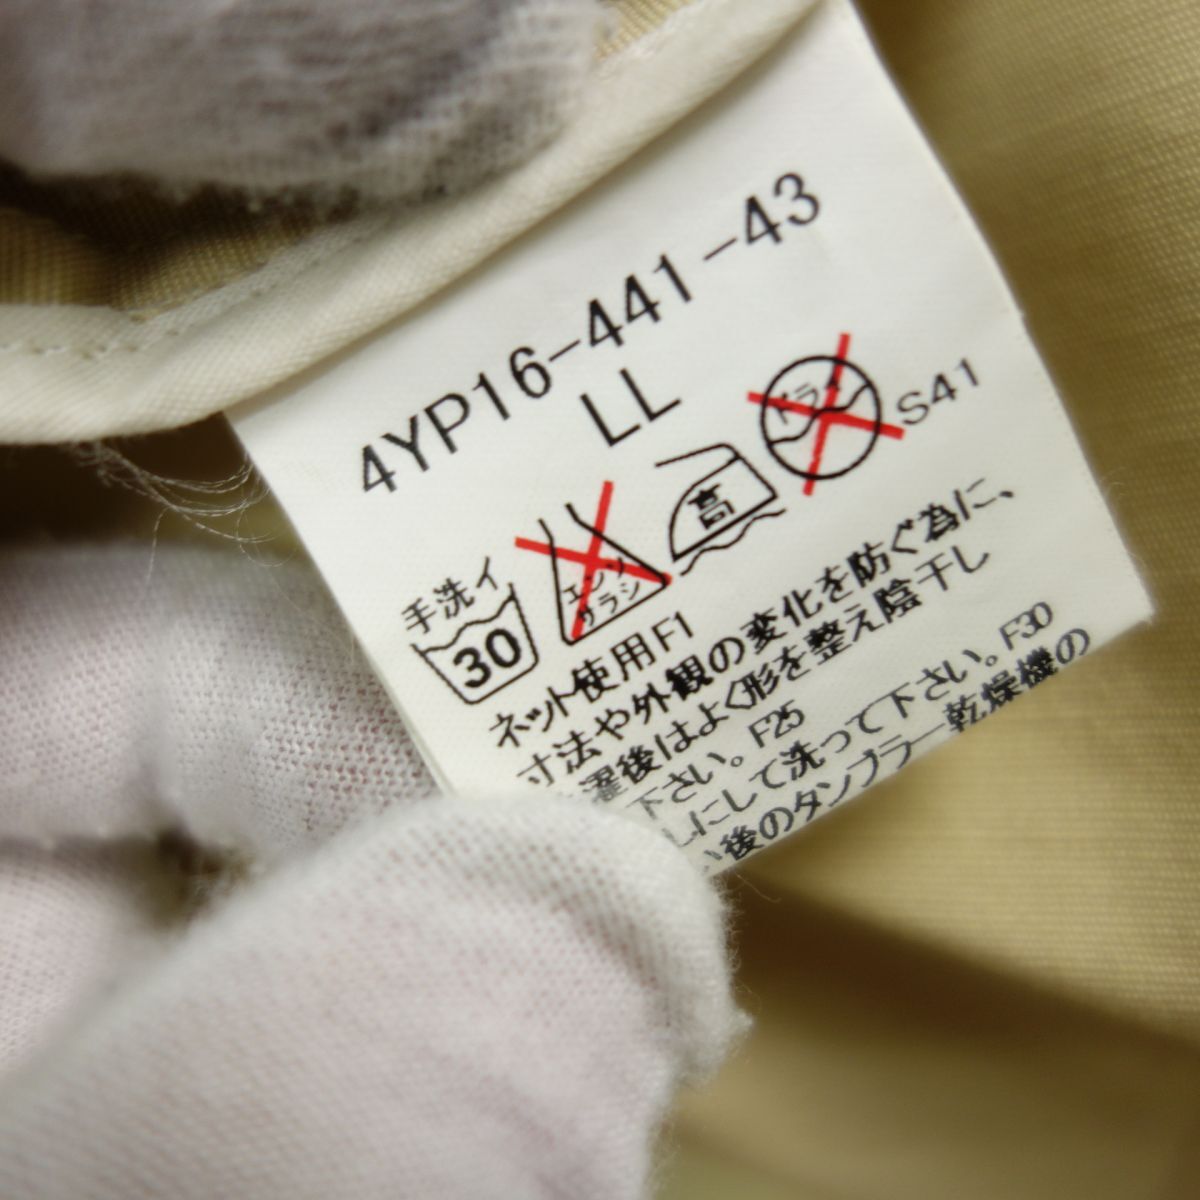 4YP16-441-43
LL
手洗イ
30
エンソ
サラシ
高
ドライ
S41
ネット使用F1
寸法や外観の変化を防ぐ為に、
濯後はよく形を整え陰干し
下さい。F25
しにして洗って下さい。F30
い後のタンブラー乾燥機の